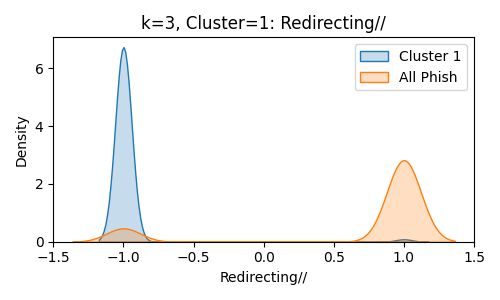 k=3, Cluster=1: Redirecting//
Cluster 1
All Phish
Density
6
4
2
0
−1.5 −1.0 −0.5 0.0 0.5 1.0 1.5
Redirecting//